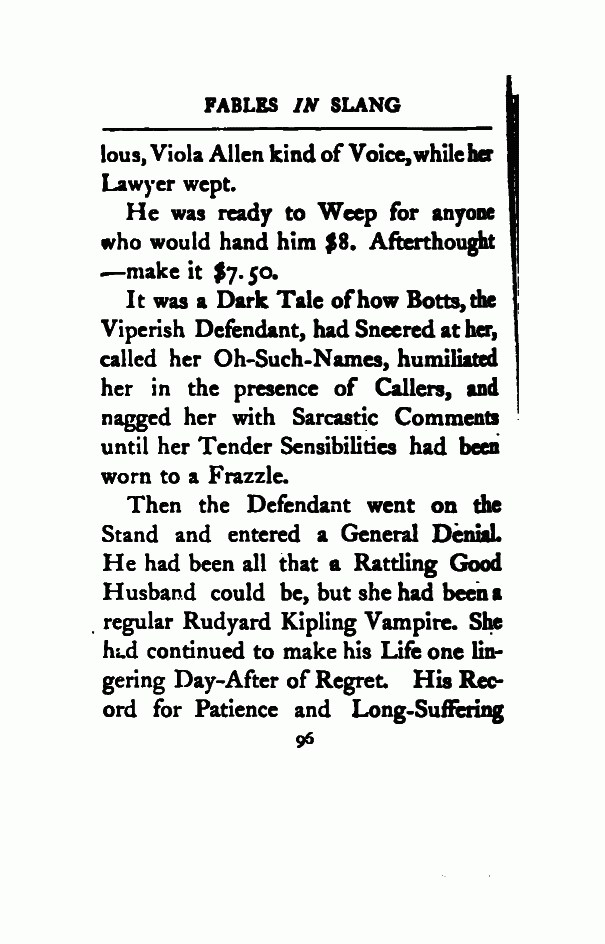 FABLES IN SLANG
lous, Viola Allen kind of Voice, while her
Lawyer wept.
He was ready to Weep for anyone
who would hand him $8. Afterthought
—make it $7.50.
It was a Dark Tale of how Botts, the
Viperish Defendant, had Sneered at her,
called her Oh-Such-Names, humiliated
her in the presence of Callers, and
nagged her with Sarcastic Comments
until her Tender Sensibilities had been
worn to a Frazzle.
Then the Defendant went on the
Stand and entered a General Denial.
He had been all that a Rattling Good
Husband could be, but she had been a
regular Rudyard Kipling Vampire. She
had continued to make his Life one lin-
gering Day-After of Regret. His Rec-
ord for Patience and Long-Suffering
96